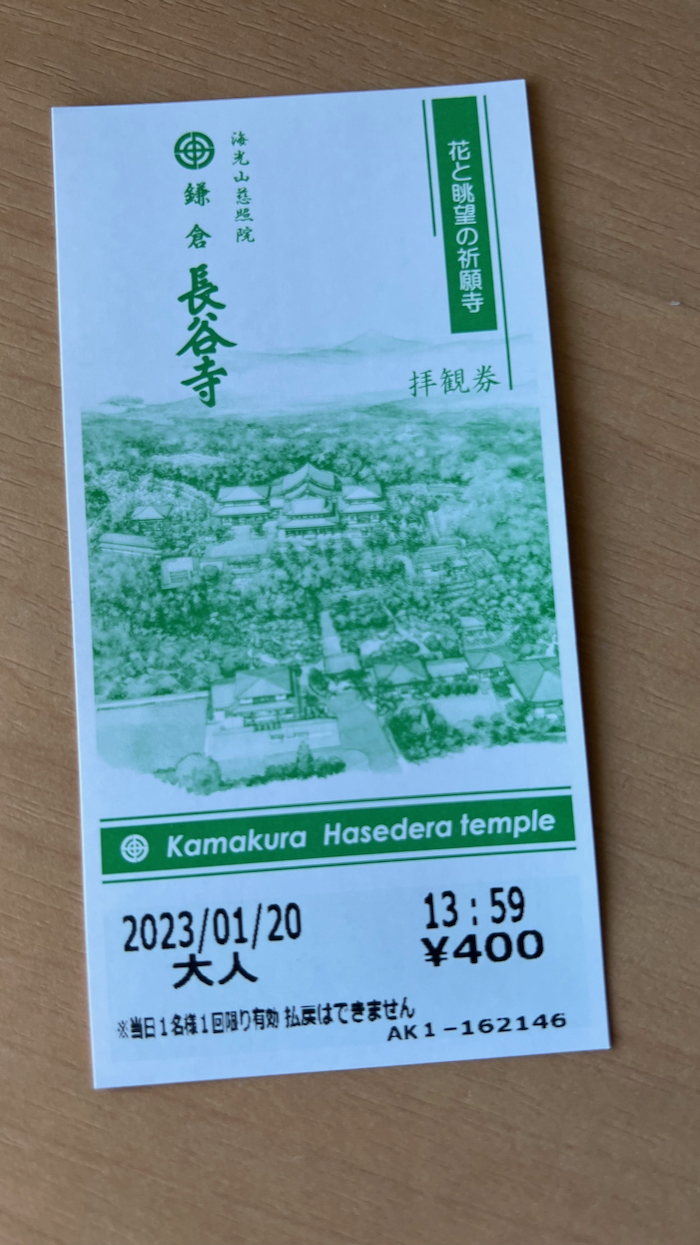 花と眺望の祈願寺
海光山慈照院
鎌倉
長谷寺
拝観券
Kamakura Hasedera temple
2023/01/20 13:59
大人 ¥400
※当日1名様1回限り有効 払戻はできません
AK1-162146